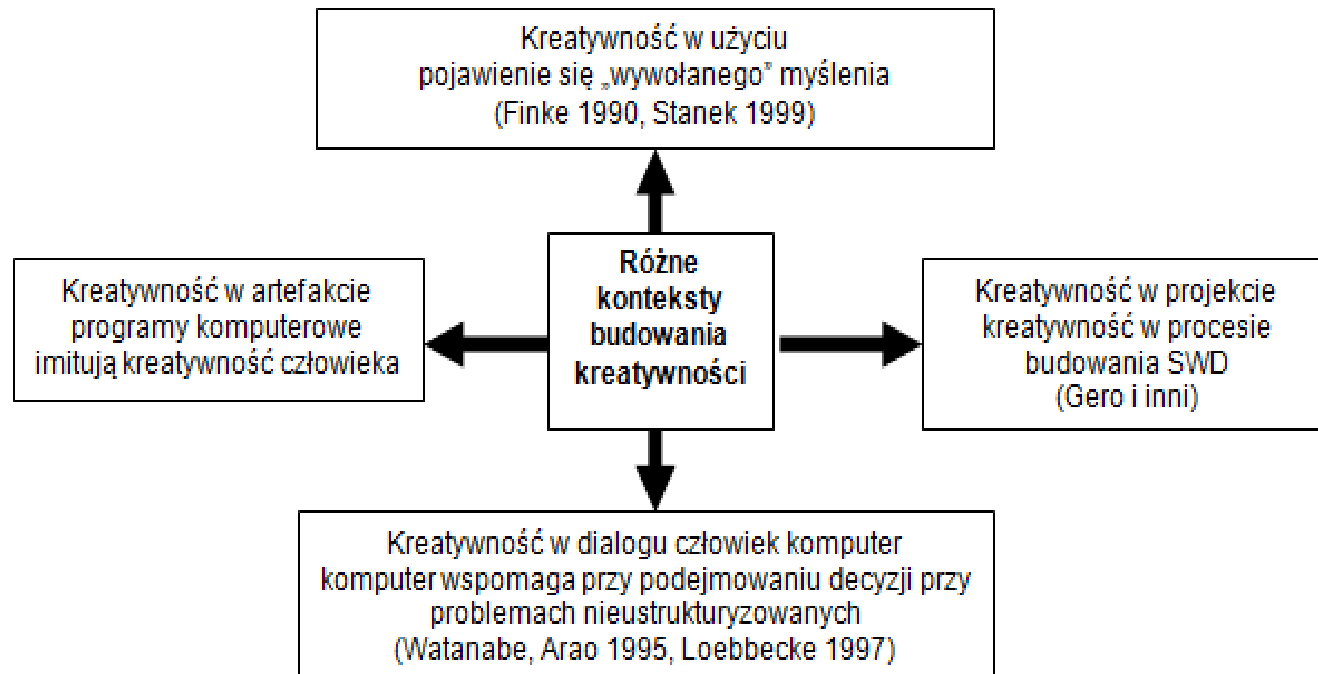 Kreatywność w użyciu
pojawienie się „wywołanego” myślenia
(Finke 1990, Stanek 1999)
Kreatywność w artefakcie
programy komputerowe
imitują kreatywność człowieka
Różne
konteksty
budowania
kreatywności
Kreatywność w projekcie
kreatywność w procesie
budowania SWD
(Gero i inni)
Kreatywność w dialogu człowiek komputer
komputer wspomaga przy podejmowaniu decyzji przy
problemach nieustrukturyzowanych
(Watanabe, Arao 1995, Loebbecke 1997)